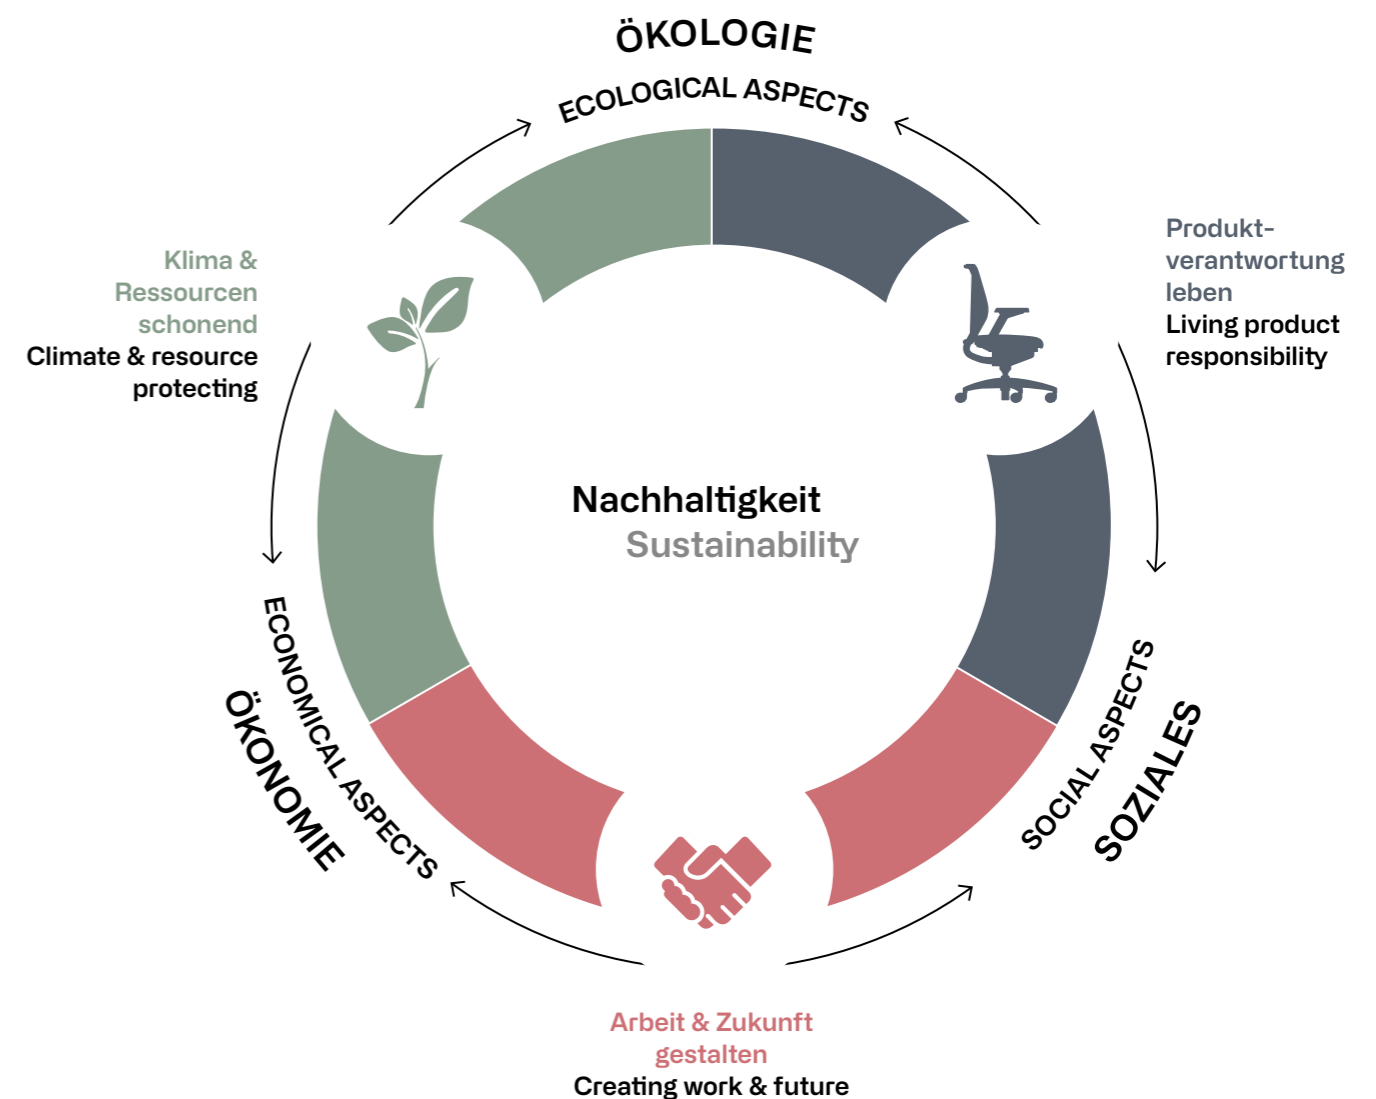 ÖKOLOGIE
ECOLOGICAL ASPECTS
Klima &
Ressourcen
schonend
Climate & resource
protecting
Produkt-
verantwortung
leben
Living product
responsibility
Nachhaltigkeit
Sustainability
ECONOMICAL ASPECTS
ÖKONOMIE
SOCIAL ASPECTS
SOZIALES
Arbeit & Zukunft
gestalten
Creating work & future